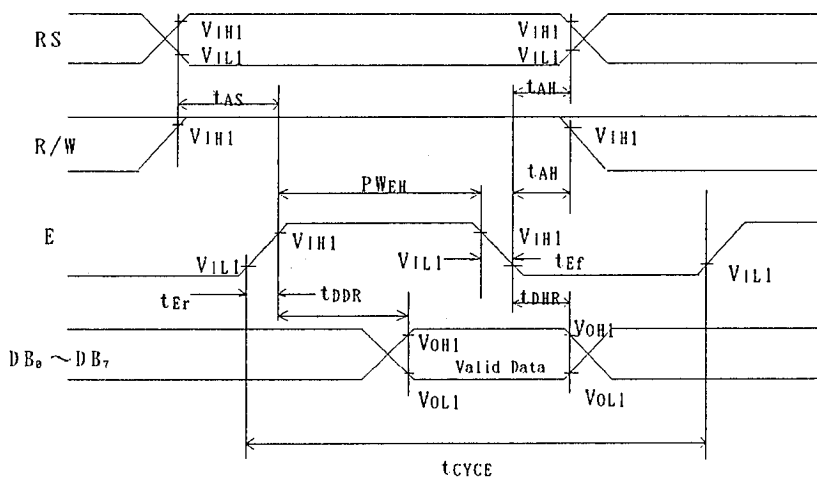 RS VIH1 VIH1
VIL1 VIL1
tAS tAH
R/W VIH1 VIH1
PWEH tAH
E VIH1 VIH1
VIL1 VIL1 tEf VIL1
tEr tDDR tDHR
DB₀ ～DB₇ VOH1 VOH1
Valid Data
VOL1 VOL1
tCYCE